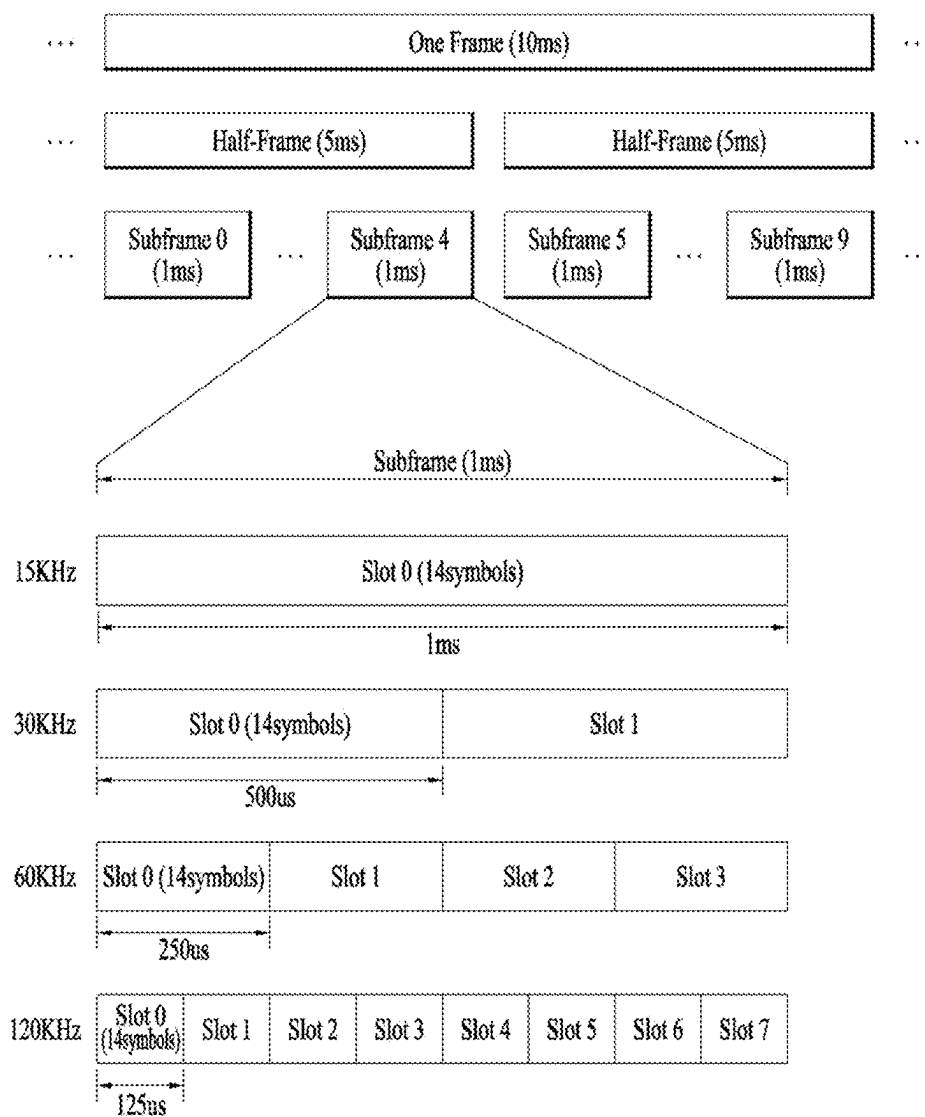 ... One Frame (10ms) ..
... Half-Frame (5ms) Half-Frame (5ms) ..
Subframe 0 Subframe 4 Subframe 5 Subframe 9
... (1ms) ... (1ms) (1ms) ... (1ms) ..
Subframe (1ms)
15KHz Slot 0 (14symbols)
1ms
30KHz Slot 0 (14symbols) Slot 1
500us
60KHz Slot 0 (14symbols) Slot 1 Slot 2 Slot 3
250us
120KHz Slot 0 (14symbols) Slot 1 Slot 2 Slot 3 Slot 4 Slot 5 Slot 6 Slot 7
125us